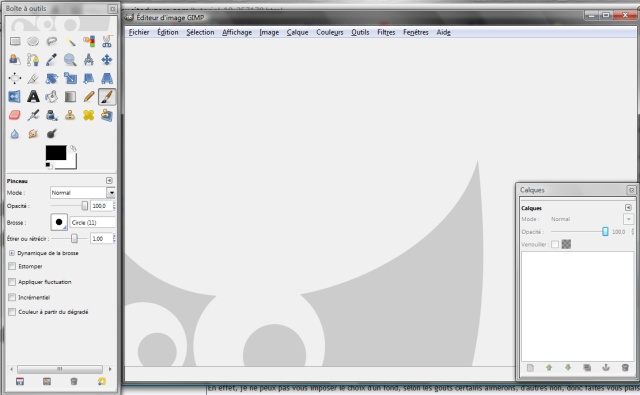 Boîte à outils
Éditeur d'image GIMP
Fichier Édition Sélection Affichage Image Calque Couleurs Outils Filtres Fenêtres Aide
Pinceau
Mode : Normal
Opacité : 100.0
Brosse : Circle (11)
Étirer ou rétrécir : 1.00
Dynamique de la brosse
Estomper
Appliquer fluctuation
Incrémentiel
Couleur à partir du dégradé
Calques
Calques
Mode : Normal
Opacité : 100.0
Verrouiller :
En effet, je ne peux pas vous imposer le choix d'un fond, selon les gouts certains aimerons, d'autres non, donc faites vous plais